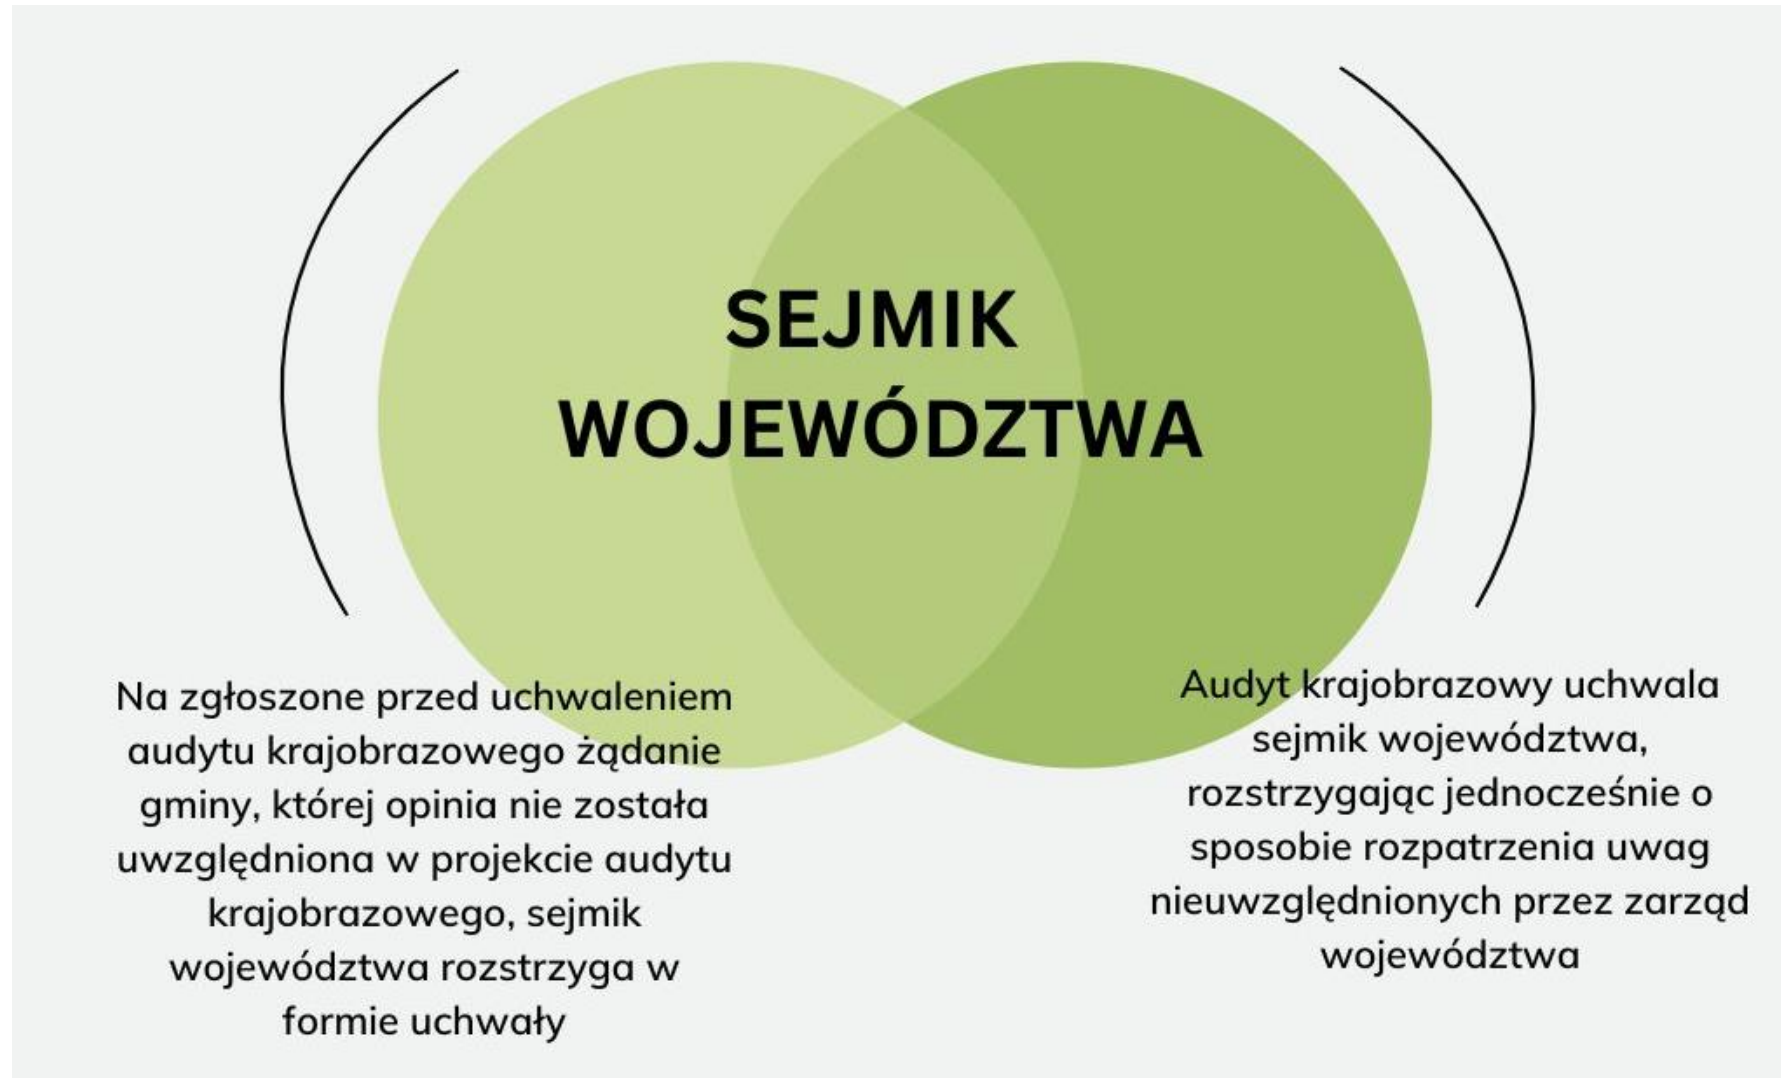 SEJMIK
WOJEWÓDZTWA
Na zgłoszone przed uchwaleniem
audytu krajobrazowego żądanie
gminy, której opinia nie została
uwzględniona w projekcie audytu
krajobrazowego, sejmik
województwa rozstrzyga w
formie uchwały
Audyt krajobrazowy uchwala
sejmik województwa,
rozstrzygając jednocześnie o
sposobie rozpatrzenia uwag
nieuwzględnionych przez zarząd
województwa